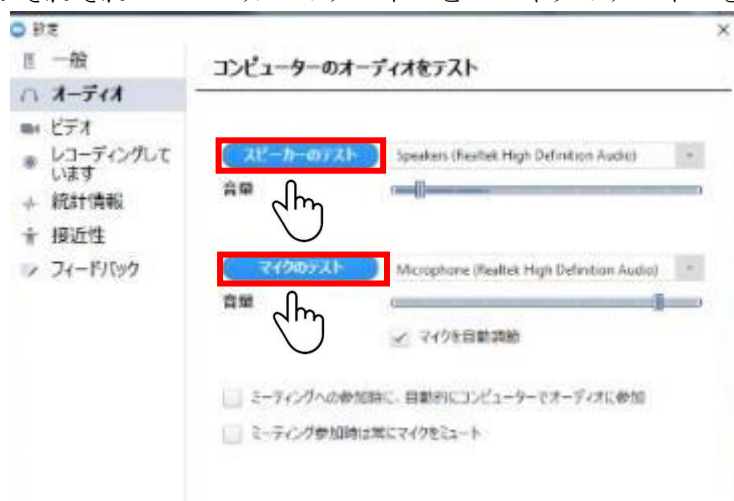 設定
一般
コンピューターのオーディオをテスト
オーディオ
ビデオ
レコーディングして
います
統計情報
接近性
フィードバック
スピーカーのテスト
Speakers (Realtek High Definition Audio)
音量
マイクのテスト
Microphone (Realtek High Definition Audio)
音量
マイクを自動調節
ミーティングへの参加時に、自動的にコンピューターでオーディオに参加
ミーティング参加時は常にマイクをミュート